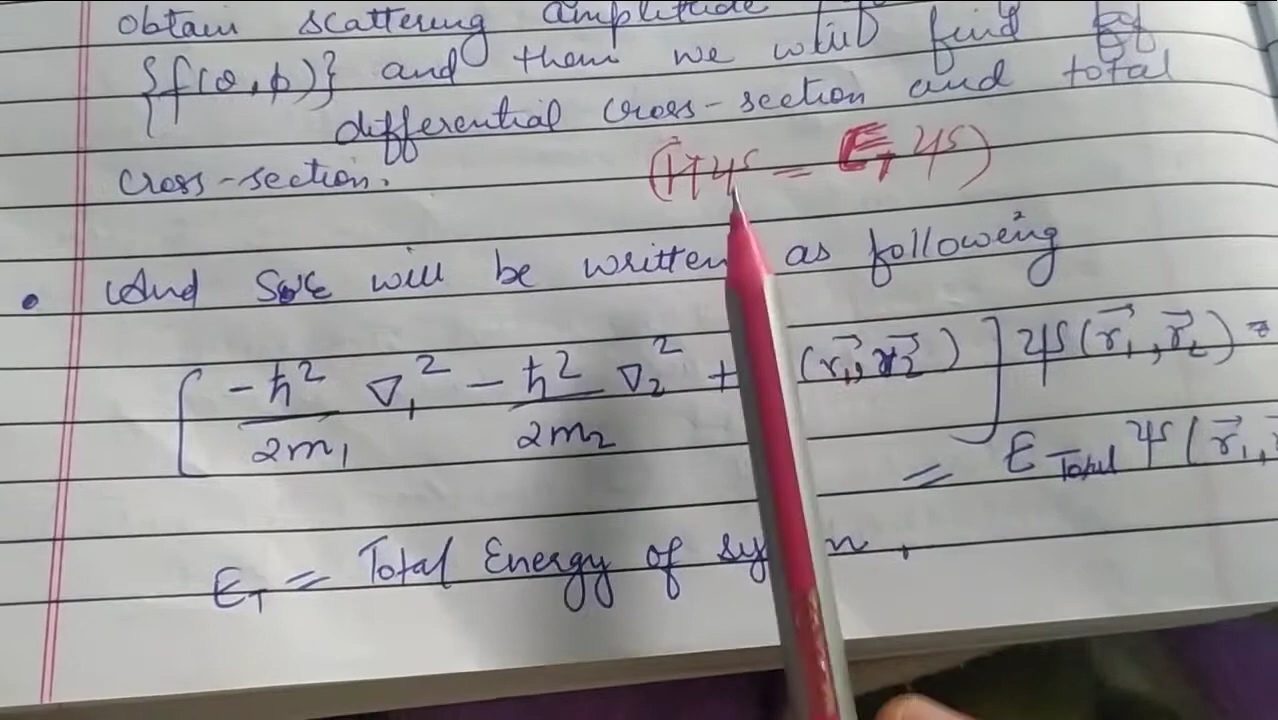 obtain scattering amplitude
{f(θ,φ)} and then we will find
differential cross-section and total
cross-section.
(Hψ = E_T ψ)
• And SWE will be written as following
[ -ħ²/2m₁ ∇₁² - ħ²/2m₂ ∇₂² + (r⃗₁, r⃗₂) ] ψ(r⃗₁, r⃗₂) =
= E_Total ψ(r⃗₁,
E_T = Total Energy of